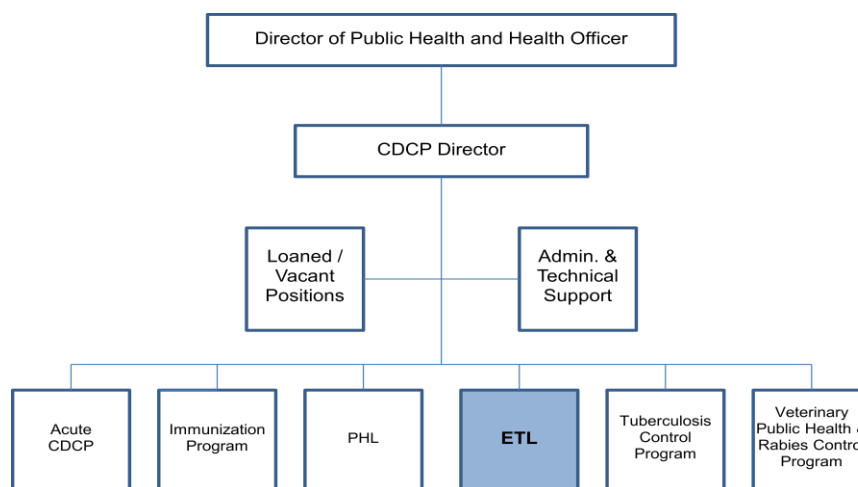 Director of Public Health and Health Officer
CDCP Director
Loaned /
Vacant
Positions
Admin. &
Technical
Support
Acute
CDCP
Immunization
Program
PHL
ETL
Tuberculosis
Control
Program
Veterinary
Public Health &
Rabies Control
Program